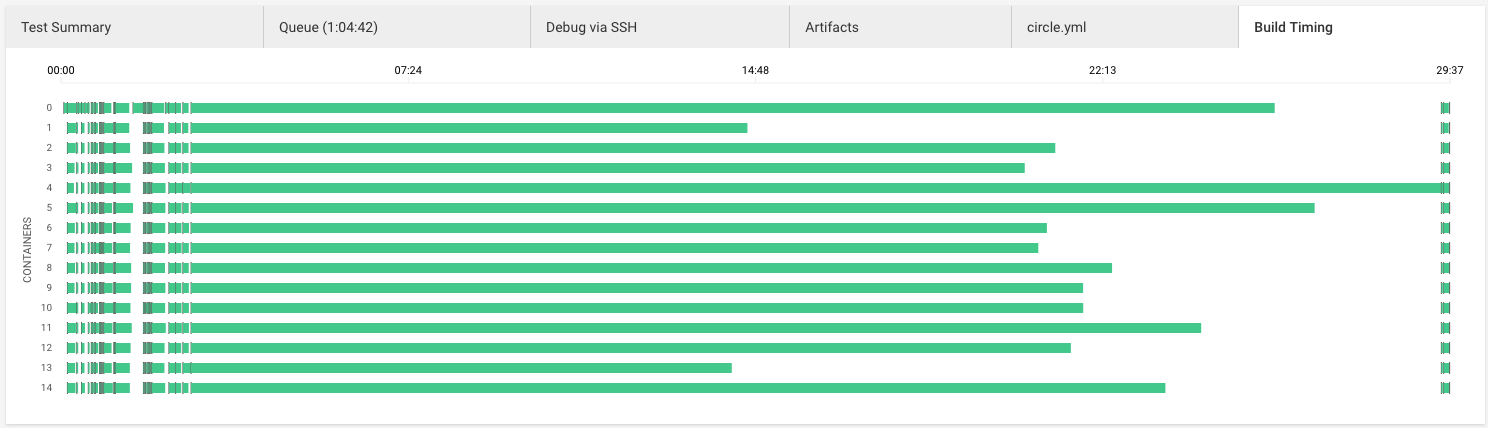 Test Summary
Queue (1:04:42)
Debug via SSH
Artifacts
circle.yml
Build Timing
00:00
07:24
14:48
22:13
29:37
CONTAINERS
0
1
2
3
4
5
6
7
8
9
10
11
12
13
14